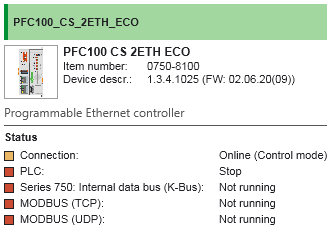 PFC100_CS_2ETH_ECO
PFC100 CS 2ETH ECO
Item number: 0750-8100
Device descr.: 1.3.4.1025 (FW: 02.06.20(09))
Programmable Ethernet controller
Status
Connection: Online (Control mode)
PLC: Stop
Series 750: Internal data bus (K-Bus): Not running
MODBUS (TCP): Not running
MODBUS (UDP): Not running